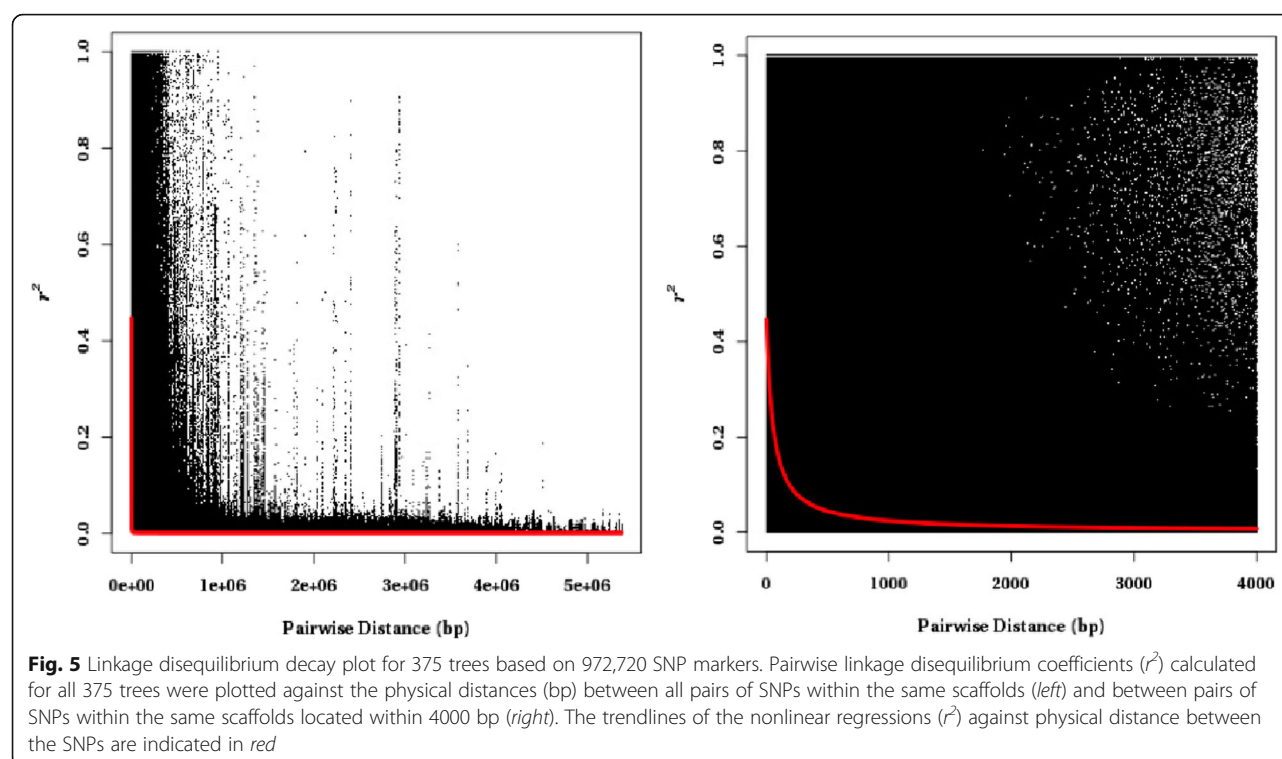 1.0
0.8
0.6
0.4
0.2
0.0
r²
0e+00 1e+06 2e+06 3e+06 4e+06 5e+06
Pairwise Distance (bp)
1.0
0.8
0.6
0.4
0.2
0.0
r²
0 1000 2000 3000 4000
Pairwise Distance (bp)
Fig. 5 Linkage disequilibrium decay plot for 375 trees based on 972,720 SNP markers. Pairwise linkage disequilibrium coefficients (r²) calculated
for all 375 trees were plotted against the physical distances (bp) between all pairs of SNPs within the same scaffolds (left) and between pairs of
SNPs within the same scaffolds located within 4000 bp (right). The trendlines of the nonlinear regressions (r²) against physical distance between
the SNPs are indicated in red